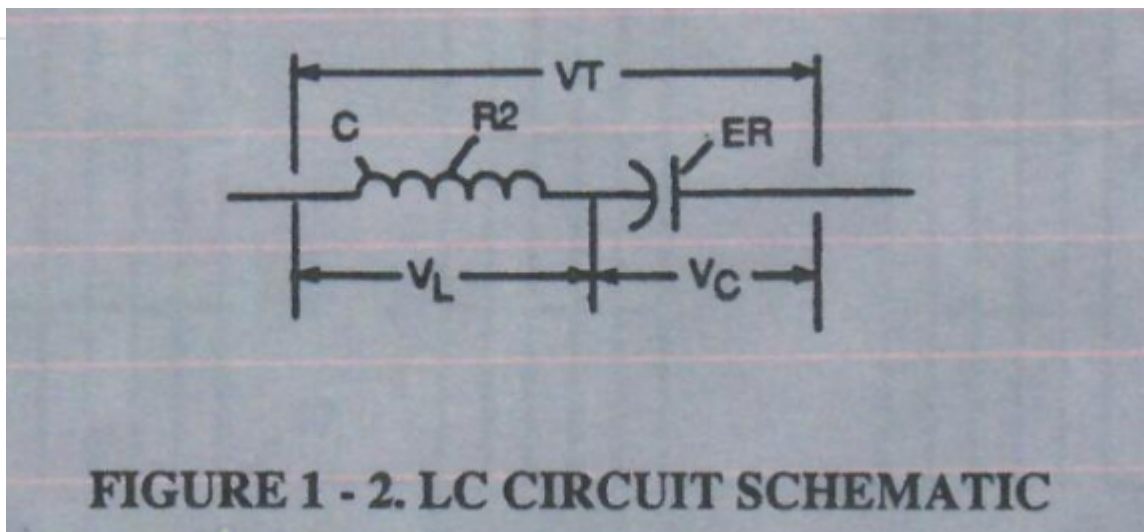 VT
C R2 ER
VL VC
FIGURE 1 - 2. LC CIRCUIT SCHEMATIC